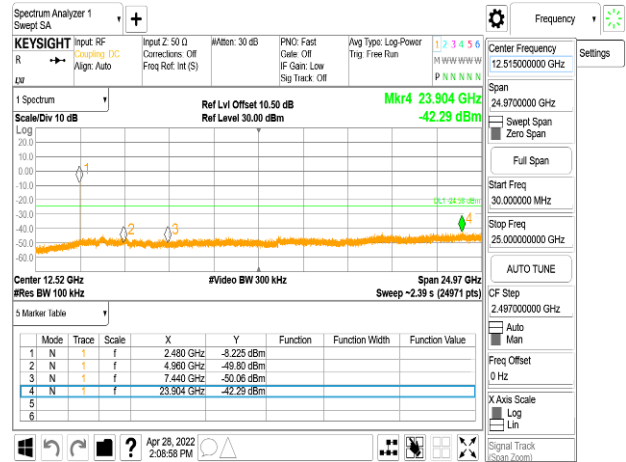 Spectrum Analyzer 1
Swept SA
+
Frequency
KEYSIGHT
R
Input: RF
Coupling: DC
Align: Auto
Input Z: 50 Ω
Corrections: Off
Freq Ref: Int (S)
#Atten: 30 dB
PNO: Fast
Gate: Off
IF Gain: Low
Sig Track: Off
Avg Type: Log-Power
Trig: Free Run
1 2 3 4 5 6
M W W W W W
P N N N N N
1 Spectrum
Scale/Div 10 dB
Ref Lvl Offset 10.50 dB
Ref Level 30.00 dBm
Mkr4 23.904 GHz
-42.29 dBm
Log
20.0
10.0
0.00
-10.0
-20.0
-30.0
-40.0
-50.0
-60.0
1
2
3
4
DL1 -24.08 dBm
Center 12.52 GHz
#Res BW 100 kHz
#Video BW 300 kHz
Span 24.97 GHz
Sweep ~2.39 s (24971 pts)
5 Marker Table
Mode Trace Scale X Y Function Function Width Function Value
1 N 1 f 2.480 GHz -8.225 dBm
2 N 1 f 4.960 GHz -49.80 dBm
3 N 1 f 7.440 GHz -50.06 dBm
4 N 1 f 23.904 GHz -42.29 dBm
5
6
?
Apr 28, 2022
2:08:58 PM
Center Frequency
12.515000000 GHz
Settings
Span
24.9700000 GHz
Swept Span
Zero Span
Full Span
Start Freq
30.000000 MHz
Stop Freq
25.000000000 GHz
AUTO TUNE
CF Step
2.497000000 GHz
Auto
Man
Freq Offset
0 Hz
X Axis Scale
Log
Lin
Signal Track
(Span Zoom)